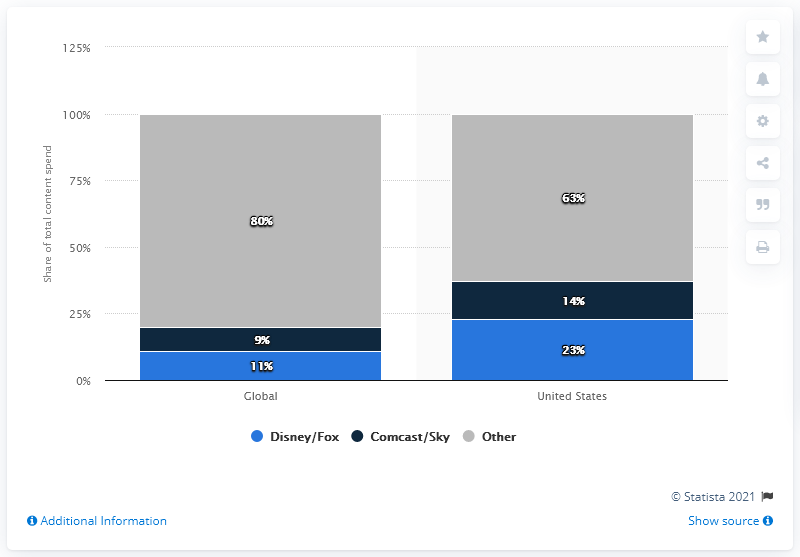 125%
100%
75%
50%
25%
0%
Share of total content spend
80%
9%
11%
63%
14%
23%
Global
United States
Disney/Fox
Comcast/Sky
Other
© Statista 2021
Additional Information
Show source